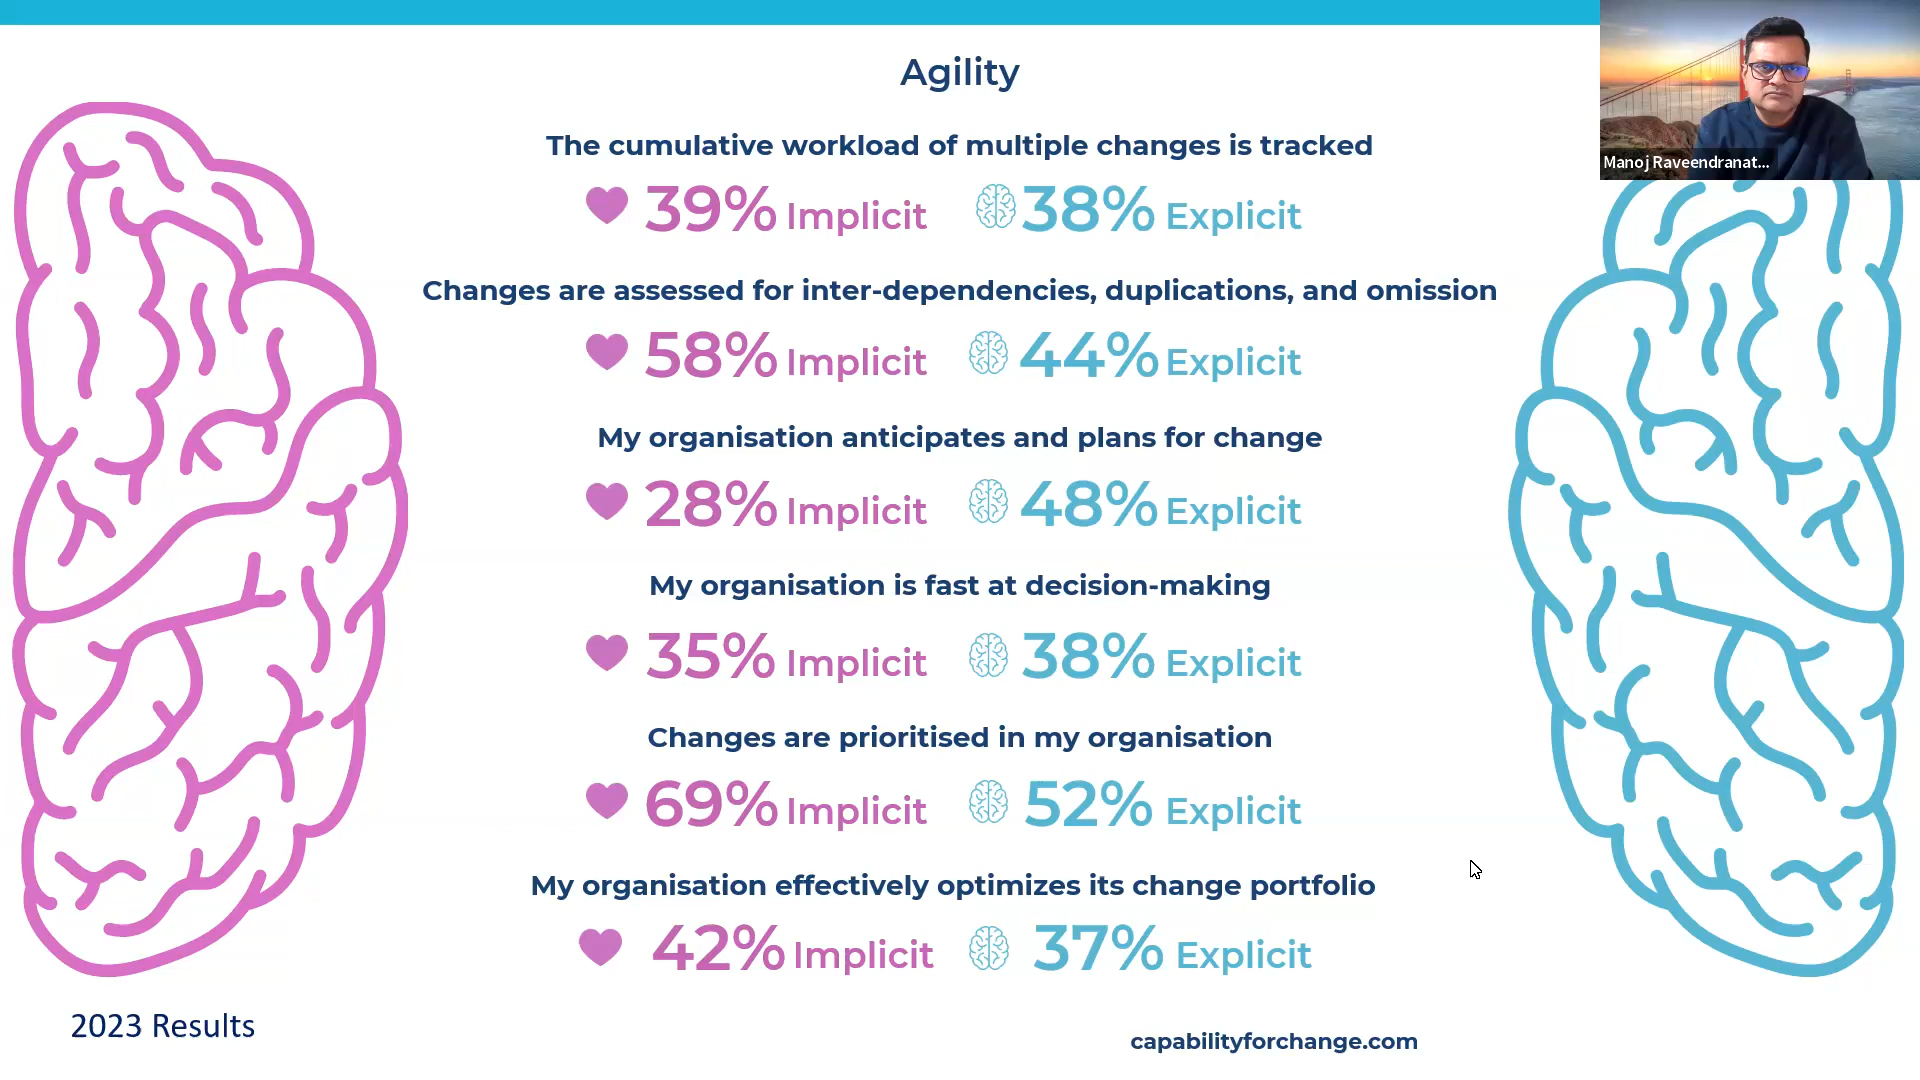 Agility
The cumulative workload of multiple changes is tracked
39% Implicit 38% Explicit
Changes are assessed for inter-dependencies, duplications, and omission
58% Implicit 44% Explicit
My organisation anticipates and plans for change
28% Implicit 48% Explicit
My organisation is fast at decision-making
35% Implicit 38% Explicit
Changes are prioritised in my organisation
69% Implicit 52% Explicit
My organisation effectively optimizes its change portfolio
42% Implicit 37% Explicit
2023 Results
capabilityforchange.com
Manoj Raveendranat...